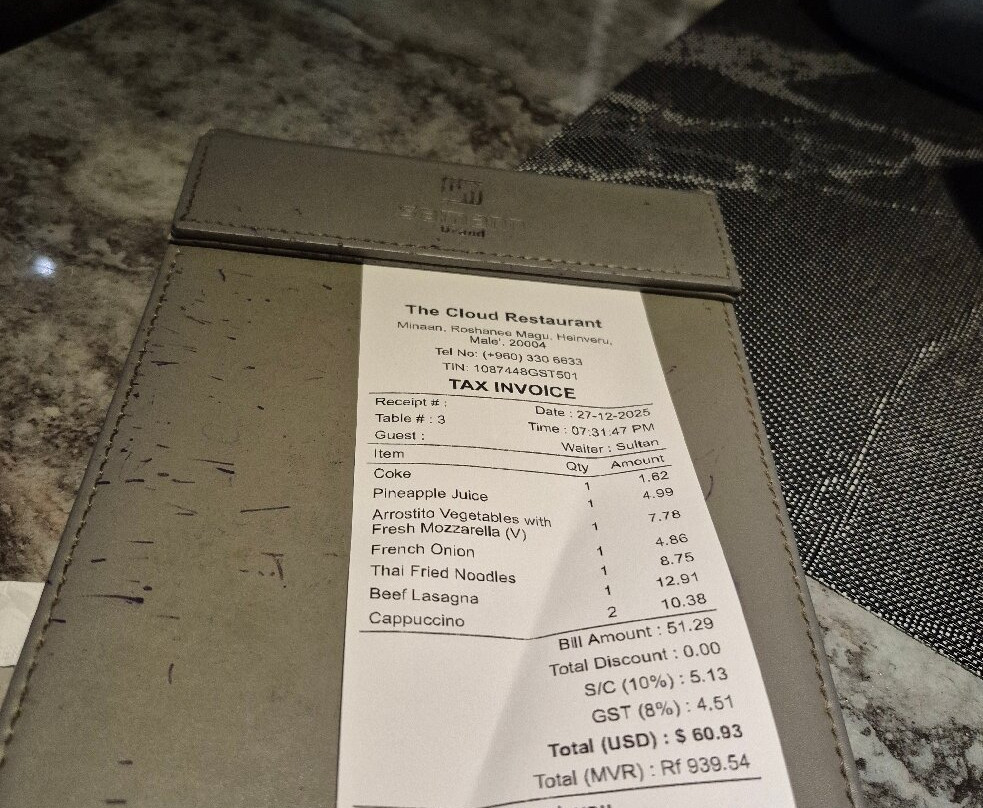 The Cloud Restaurant
Minaan, Roshanee Magu, Heinveru,
Male', 20004
Tel No: (+960) 330 6633
TIN: 1087448GST501
TAX INVOICE
Receipt # : Date : 27-12-2025
Table # : 3 Time : 07:31:47 PM
Guest : Waiter : Sultan
Item Qty Amount
Coke 1 1.62
Pineapple Juice 1 4.99
Arrostito Vegetables with
Fresh Mozzarella (V) 1 7.78
French Onion 1 4.86
Thai Fried Noodles 1 8.75
Beef Lasagna 1 12.91
Cappuccino 2 10.38
Bill Amount : 51.29
Total Discount : 0.00
S/C (10%) : 5.13
GST (8%) : 4.51
Total (USD) : $ 60.93
Total (MVR) : Rf 939.54